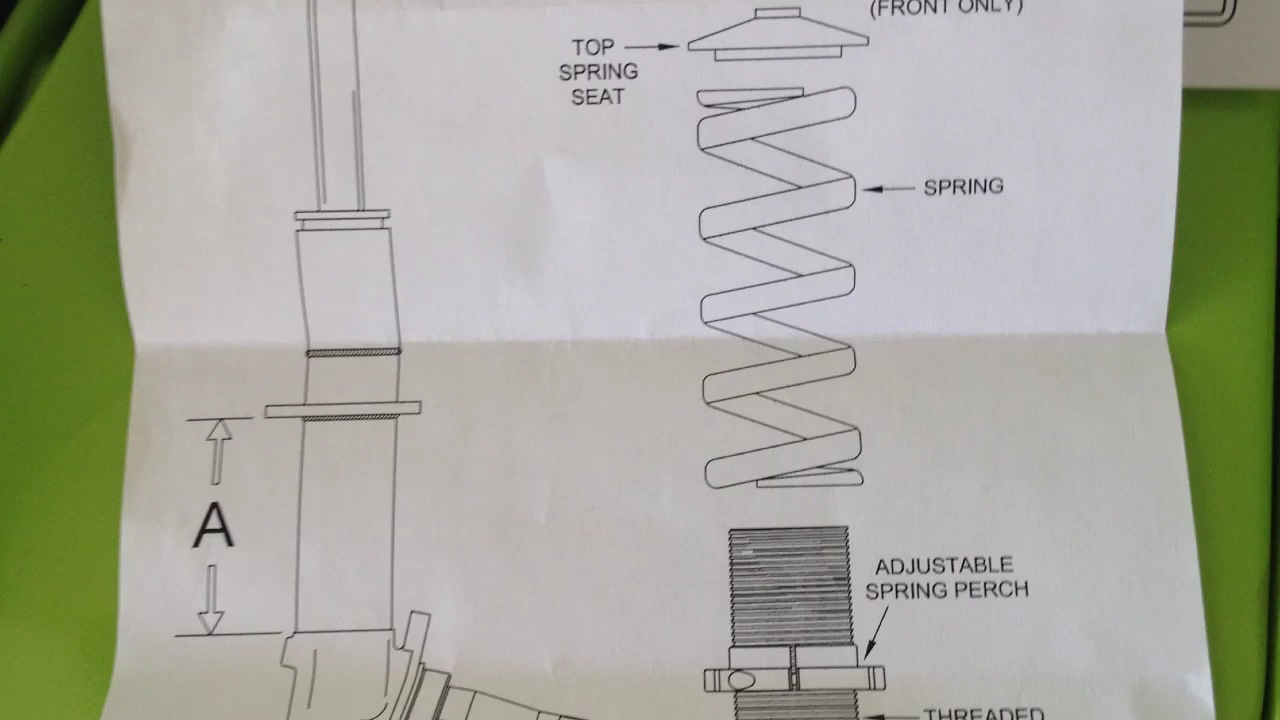 (FRONT ONLY)
TOP
SPRING
SEAT
SPRING
A
ADJUSTABLE
SPRING PERCH
THREADED